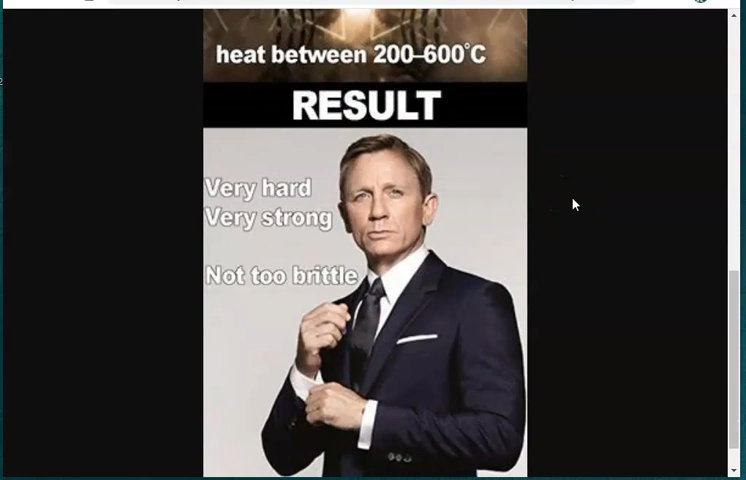 heat between 200–600°C
RESULT
Very hard
Very strong
Not too brittle